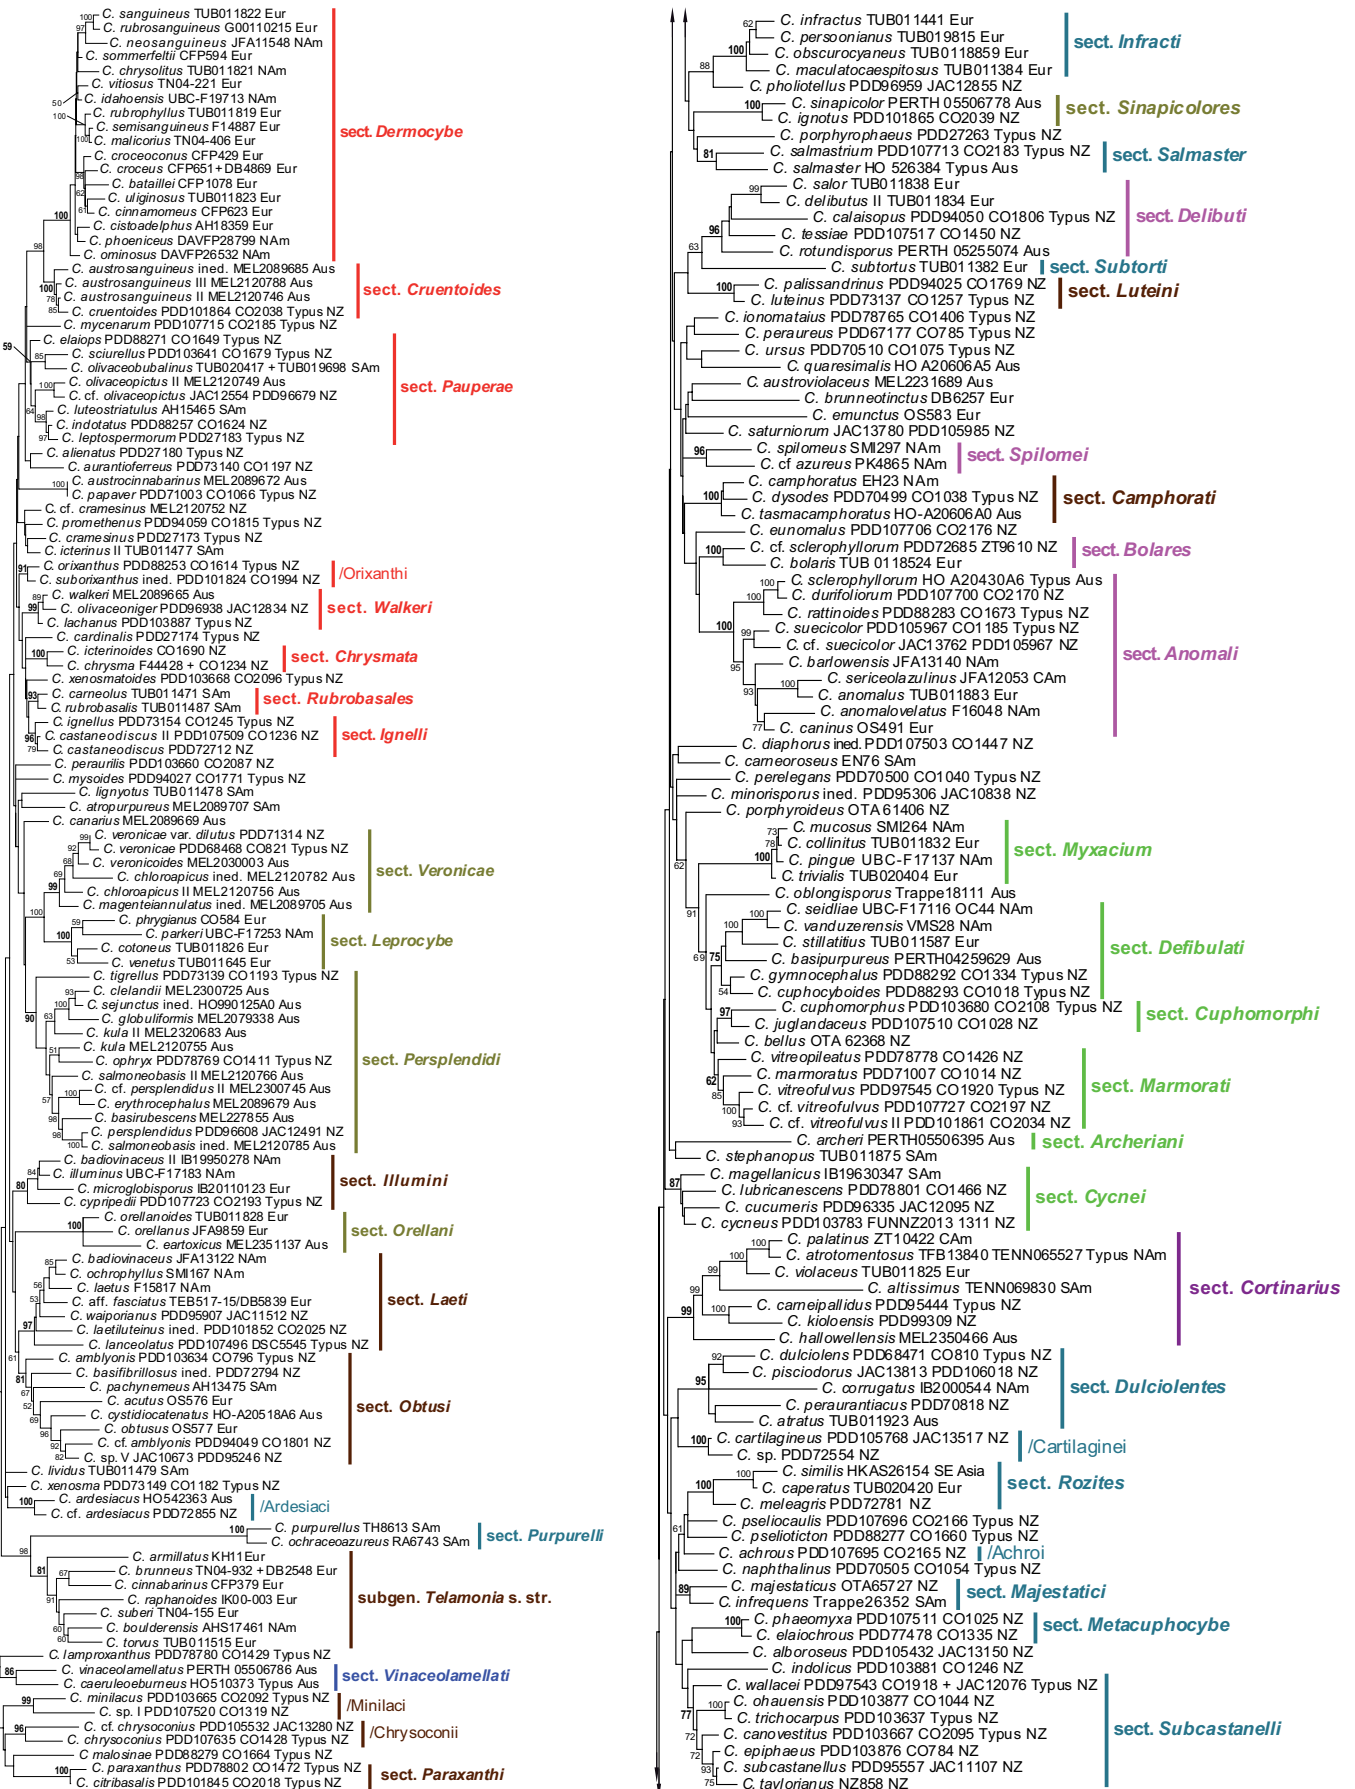 C. sanguineus TUB011822 Eur
C. rubrosanguineus G00110215 Eur
C. neosanguineus JFA11548 NAm
C. sommerfeltii CFP594 Eur
C. chrysolitus TUB011821 NAm
C. vitiosus TN04-221 Eur
C. idahoensis UBC-F19713 NAm
C. rubrophyllus TUB011819 Eur
C. semisanguineus F14887 Eur
C. malicorius TN04-406 Eur
C. croceoconus CFP429 Eur
C. croceus CFP651+DB4869 Eur
C. bataillei CFP1078 Eur
C. uliginosus TUB011823 Eur
C. cinnamomeus CFP623 Eur
C. cistoadelphus AH18359 Eur
C. phoeniceus DAVFP28799 NAm
C. ominosus DAVFP26532 NAm
sect. Dermocybe
C. austrosanguineus ined. MEL2089685 Aus
C. austrosanguineus III MEL2120788 Aus
C. austrosanguineus II MEL2120746 Aus
C. cruentoides PDD101864 CO2038 Typus NZ
sect. Cruentoides
C. mycenarum PDD107715 CO2185 Typus NZ
C. elaiops PDD88271 CO1649 Typus NZ
C. sciurellus PDD103641 CO1679 Typus NZ
C. olivaceobubalinus TUB020417 + TUB019698 SAm
C. olivaceopictus II MEL2120749 Aus
C. cf. olivaceopictus JAC12554 PDD96679 NZ
C. luteostriatulus AH15465 SAm
C. indotatus PDD88257 CO1624 NZ
C. leptospermorum PDD27183 Typus NZ
sect. Pauperae
C. alienatus PDD27180 Typus NZ
C. aurantioferreus PDD73140 CO1197 NZ
C. austrocinnabarinus MEL2089672 Aus
C. papaver PDD71003 CO1066 Typus NZ
C. cf. cramesinus MEL2120752 NZ
C. promethenus PDD94059 CO1815 Typus NZ
C. cramesinus PDD27173 Typus NZ
C. icterinus II TUB011477 SAm
C. orixanthus PDD88253 CO1614 Typus NZ
C. suborixanthus ined. PDD101824 CO1994 NZ
/Orixanthi
C. walkeri MEL2089665 Aus
C. olivaceoniger PDD96938 JAC12834 NZ
C. lachanus PDD103887 Typus NZ
sect. Walkeri
C. cardinalis PDD27174 Typus NZ
C. icterinoides CO1690 NZ
C. chrysma F44428 + CO1234 NZ
sect. Chrysmata
C. xenosmatoides PDD103668 CO2096 Typus NZ
C. carneolus TUB011471 SAm
C. rubrobasalis TUB011487 SAm
sect. Rubrobasales
C. ignellus PDD73154 CO1245 Typus NZ
C. castaneodiscus II PDD107509 CO1236 NZ
C. castaneodiscus PDD72712 NZ
sect. Ignelli
C. peraurilis PDD103660 CO2087 NZ
C. mysoides PDD94027 CO1771 Typus NZ
C. lignyotus TUB011478 SAm
C. atropurpureus MEL2089707 SAm
C. canarius MEL2089669 Aus
C. veronicae var. dilutus PDD71314 NZ
C. veronicae PDD68468 CO821 Typus NZ
C. veronicoides MEL2030003 Aus
C. chloroapicus ined. MEL2120782 Aus
C. chloroapicus II MEL2120756 Aus
C. magenteiannulatus ined. MEL2089705 Aus
sect. Veronicae
C. phrygianus CO584 Eur
C. parkeri UBC-F17253 NAm
C. cotoneus TUB011826 Eur
C. venetus TUB011645 Eur
sect. Leprocybe
C. tigrellus PDD73139 CO1193 Typus NZ
C. clelandii MEL2300725 Aus
C. sejunctus ined. HO990125A0 Aus
C. globuliformis MEL2079338 Aus
C. kula II MEL2320683 Aus
C. kula MEL2120755 Aus
C. ophryx PDD78769 CO1411 Typus NZ
C. salmoneobasis II MEL2120766 Aus
C. cf. persplendidus II MEL2300745 Aus
C. erythrocephalus MEL2089679 Aus
C. basirubescens MEL227855 Aus
C. persplendidus PDD96608 JAC12491 NZ
C. salmoneobasis ined. MEL2120785 Aus
sect. Persplendidi
C. badiovinaceus II IB19950278 NAm
C. illuminus UBC-F17183 NAm
C. microglobisporus IB20110123 Eur
C. cypripedii PDD107723 CO2193 Typus NZ
sect. Illumini
C. orellanoides TUB011828 Eur
C. orellanus JFA9859 Eur
C. eartoxicus MEL2351137 Aus
sect. Orellani
C. badiovinaceus JFA13122 NAm
C. ochrophyllus SMI167 NAm
C. laetus F15817 NAm
C. aff. fasciatus TEB517-15/DB5839 Eur
C. waiporianus PDD95907 JAC11512 NZ
C. laetiluteinus ined. PDD101852 CO2025 NZ
C. lanceolatus PDD107496 DSC5545 Typus NZ
sect. Laeti
C. amblyonis PDD103634 CO796 Typus NZ
C. basifibrillosus ined. PDD72794 NZ
C. pachynemeus AH13475 SAm
C. acutus OS576 Eur
C. cystidiocatenatus HO-A20518A6 Aus
C. obtusus OS577 Eur
C. cf. amblyonis PDD94049 CO1801 NZ
C. sp. V JAC10673 PDD95246 NZ
sect. Obtusi
C. lividus TUB011479 SAm
C. xenosma PDD73149 CO1182 Typus NZ
C. ardesiacus HO542363 Aus
C. cf. ardesiacus PDD72855 NZ
/Ardesiaci
C. purpurellus TH8613 SAm
C. ochraceoazureus RA6743 SAm
sect. Purpurelli
C. armillatus KH11Eur
C. brunneus TN04-932 +DB2548 Eur
C. cinnabarinus CFP379 Eur
C. raphanoides IK00-003 Eur
C. suberi TN04-155 Eur
C. boulderensis AHS17461 NAm
C. torvus TUB011515 Eur
subgen. Telamonia s. str.
C. lamproxanthus PDD78780 CO1429 Typus NZ
C. vinaceolamellatus PERTH 05506786 Aus
C. caeruleoeburneus HO510373 Typus Aus
sect. Vinaceolamellati
C. minilacus PDD103665 CO2092 Typus NZ
C. sp. I PDD107520 CO1319 NZ
/Minilaci
C. cf. chrysoconius PDD105532 JAC13280 NZ
C. chrysoconius PDD107635 CO1428 Typus NZ
/Chrysoconii
C malosinae PDD88279 CO1664 Typus NZ
C. paraxanthus PDD78802 CO1472 Typus NZ
C. citribasalis PDD101845 CO2018 Typus NZ
sect. Paraxanthi
C. infractus TUB011441 Eur
C. persoonianus TUB019815 Eur
C. obscurocyaneus TUB0118859 Eur
C. maculatocaespitosus TUB011384 Eur
sect. Infracti
C. pholiotellus PDD96959 JAC12855 NZ
C. sinapicolor PERTH 05506778 Aus
C. ignotus PDD101865 CO2039 NZ
sect. Sinapicolores
C. porphyrophaeus PDD27263 Typus NZ
C. salmastrium PDD107713 CO2183 Typus NZ
C. salmaster HO 526384 Typus Aus
sect. Salmaster
C. salor TUB011838 Eur
C. delibutus II TUB011834 Eur
C. calaisopus PDD94050 CO1806 Typus NZ
C. tessiae PDD107517 CO1450 NZ
C. rotundisporus PERTH 05255074 Aus
sect. Delibuti
C. subtortus TUB011382 Eur
sect. Subtorti
C. palissandrinus PDD94025 CO1769 NZ
C. luteinus PDD73137 CO1257 Typus NZ
sect. Luteini
C. ionomataius PDD78765 CO1406 Typus NZ
C. peraureus PDD67177 CO785 Typus NZ
C. ursus PDD70510 CO1075 Typus NZ
C. quaresimalis HO A20606A5 Aus
C. austroviolaceus MEL2231689 Aus
C. brunneotinctus DB6257 Eur
C. emunctus OS583 Eur
C. saturniorum JAC13780 PDD105985 NZ
C. spilomeus SMI297 NAm
C. cf azureus PK4865 NAm
sect. Spilomei
C. camphoratus EH23 NAm
C. dysodes PDD70499 CO1038 Typus NZ
C. tasmacamphoratus HO-A20606A0 Aus
sect. Camphorati
C. eunomalus PDD107706 CO2176 NZ
C. cf. sclerophyllorum PDD72685 ZT9610 NZ
C. bolaris TUB 0118524 Eur
sect. Bolares
C. sclerophyllorum HO A20430A6 Typus Aus
C. durifoliorum PDD107700 CO2170 NZ
C. rattinoides PDD88283 CO1673 Typus NZ
C. suecicolor PDD105967 CO1185 Typus NZ
C. cf. suecicolor JAC13762 PDD105967 NZ
C. barlowensis JFA13140 NAm
C. sericeolazulinus JFA12053 CAm
C. anomalus TUB011883 Eur
C. anomalovelatus F16048 NAm
C. caninus OS491 Eur
sect. Anomali
C. diaphorus ined. PDD107503 CO1447 NZ
C. carneoroseus EN76 SAm
C. perelegans PDD70500 CO1040 Typus NZ
C. minorisporus ined. PDD95306 JAC10838 NZ
C. porphyroideus OTA 61406 NZ
C. mucosus SMI264 NAm
C. collinitus TUB011832 Eur
C. pingue UBC-F17137 NAm
C. trivialis TUB020404 Eur
sect. Myxacium
C. oblongisporus Trappe18111 Aus
C. seidliae UBC-F17116 OC44 NAm
C. vanduzerensis VMS28 NAm
C. stillatitius TUB011587 Eur
C. basipurpureus PERTH04259629 Aus
C. gymnocephalus PDD88292 CO1334 Typus NZ
C. cuphocyboides PDD88293 CO1018 Typus NZ
sect. Defibulati
C. cuphomorphus PDD103680 CO2108 Typus NZ
C. juglandaceus PDD107510 CO1028 NZ
sect. Cuphomorphi
C. bellus OTA 62368 NZ
C. vitreopileatus PDD78778 CO1426 NZ
C. marmoratus PDD71007 CO1014 NZ
C. vitreofulvus PDD97545 CO1920 Typus NZ
C. cf. vitreofulvus PDD107727 CO2197 NZ
C. cf. vitreofulvus II PDD101861 CO2034 NZ
sect. Marmorati
C. archeri PERTH05506395 Aus
sect. Archeriani
C. stephanopus TUB011875 SAm
C. magellanicus IB19630347 SAm
C. lubricanescens PDD78801 CO1466 NZ
C. cucumeris PDD96335 JAC12095 NZ
C. cycneus PDD103783 FUNNZ2013 1311 NZ
sect. Cycnei
C. palatinus ZT10422 CAm
C. atrotomentosus TFB13840 TENN065527 Typus NAm
C. violaceus TUB011825 Eur
C. altissimus TENN069830 SAm
C. carneipallidus PDD95444 Typus NZ
C. kioloensis PDD99309 NZ
C. hallowellensis MEL2350466 Aus
sect. Cortinarius
C. dulciolens PDD68471 CO810 Typus NZ
C. pisciodorus JAC13813 PDD106018 NZ
C. corrugatus IB2000544 NAm
C. peraurantiacus PDD70818 NZ
C. atratus TUB011923 Aus
sect. Dulciolentes
C. cartilagineus PDD105768 JAC13517 NZ
C. sp. PDD72554 NZ
/Cartilaginei
C. similis HKAS26154 SE Asia
C. caperatus TUB020420 Eur
C. meleagris PDD72781 NZ
sect. Rozites
C. pseliocaulis PDD107696 CO2166 Typus NZ
C. pselioticton PDD88277 CO1660 Typus NZ
C. achrous PDD107695 CO2165 NZ
/Achroi
C. naphthalinus PDD70505 CO1054 Typus NZ
C. majestaticus OTA65727 NZ
C. infrequens Trappe26352 SAm
sect. Majestatici
C. phaeomyxa PDD107511 CO1025 NZ
C. elaiochrous PDD77478 CO1335 NZ
sect. Metacuphocybe
C. alboroseus PDD105432 JAC13150 NZ
C. indolicus PDD103881 CO1246 NZ
C. wallacei PDD97543 CO1918 + JAC12076 Typus NZ
C. ohauensis PDD103877 CO1044 NZ
C. trichocarpus PDD103637 Typus NZ
C. canovestitus PDD103667 CO2095 Typus NZ
C. epiphaeus PDD103876 CO784 NZ
C. subcastanellus PDD95557 JAC11107 NZ
C. taylorianus NZ858 NZ
sect. Subcastanelli